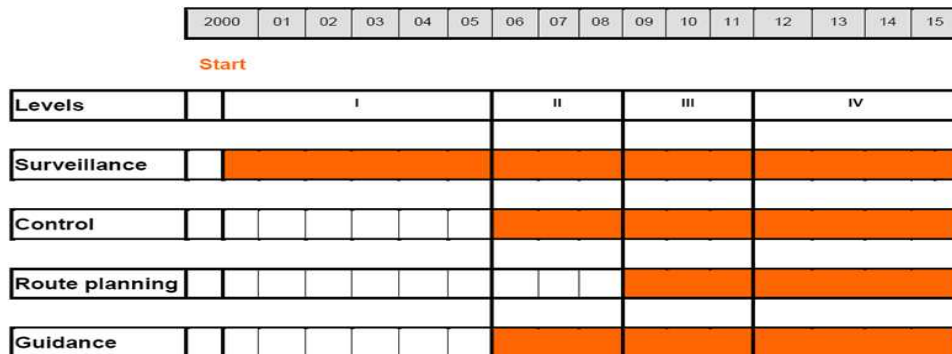 2000 01 02 03 04 05 06 07 08 09 10 11 12 13 14 15
Start
Levels I II III IV
Surveillance
Control
Route planning
Guidance